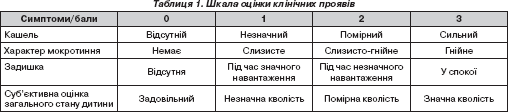 Таблиця 1. Шкала оцінки клінічних проявів
Симптоми/бали 0 1 2 3
Кашель Відсутній Незначний Помірний Сильний
Характер мокротиння Немає Слизисте Слизисто-гнійне Гнійне
Задишка Відсутня Під час значного навантаження Під час незначного навантаження У спокої
Суб'єктивна оцінка загального стану дитини Задовільний Незначна кволість Помірна кволість Значна кволість